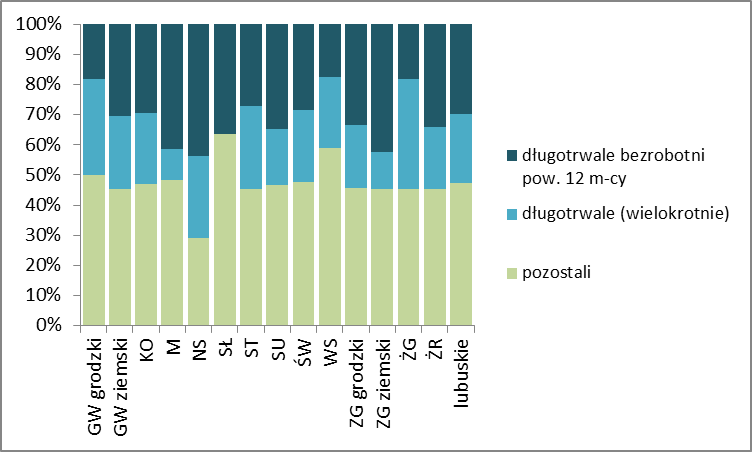 100%
90%
80%
70%
60%
50%
40%
30%
20%
10%
0%
GW grodzki
GW ziemski
KO
M
NS
SŁ
ST
SU
ŚW
WS
ZG grodzki
ZG ziemski
ŻG
ŻR
lubuskie
długotrwale bezrobotni
pow. 12 m-cy
długotrwale (wielokrotnie)
pozostali